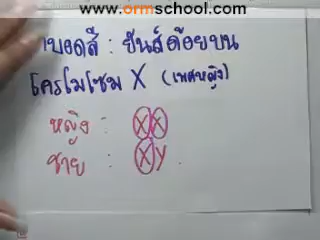 www.ormschool.com
าบอดสี : ยีนส์ด้อยบน
โครโมโซม X (เพศหญิง)
หญิง : XX
ชาย : XY